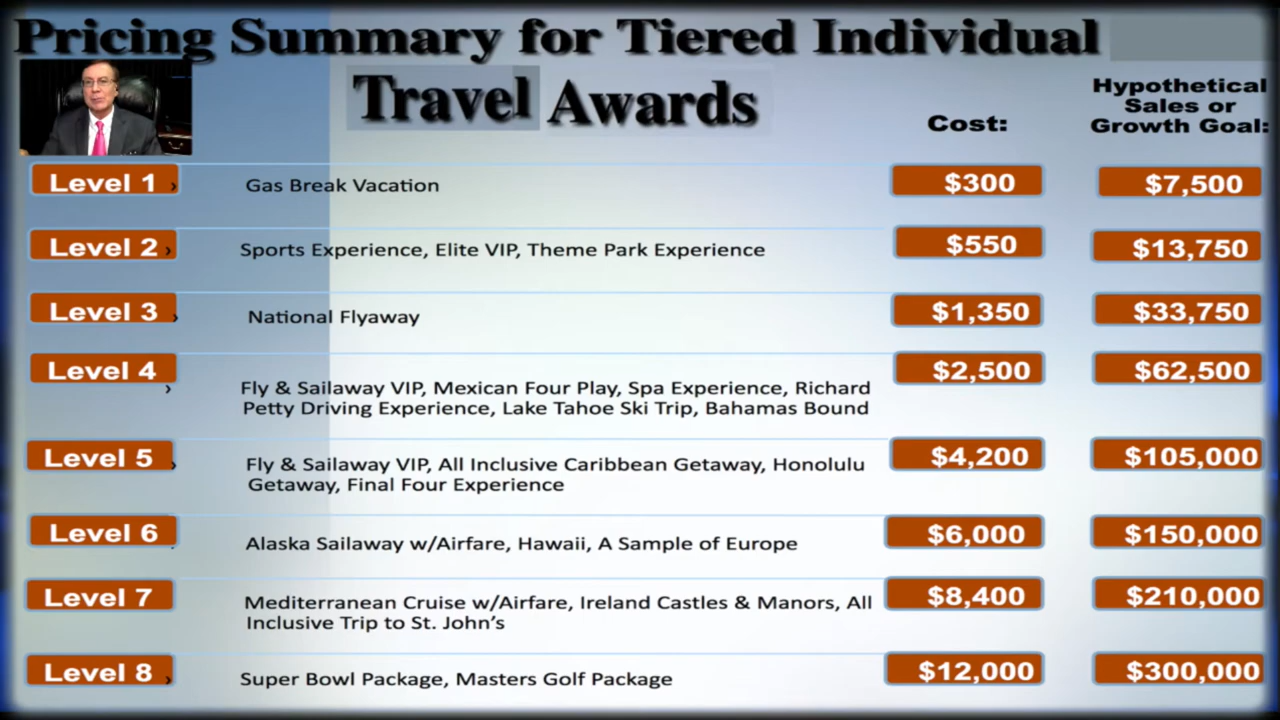 Pricing Summary for Tiered Individual
Travel Awards
Cost:
Hypothetical
Sales or
Growth Goal:
Level 1
Gas Break Vacation
$300
$7,500
Level 2
Sports Experience, Elite VIP, Theme Park Experience
$550
$13,750
Level 3
National Flyaway
$1,350
$33,750
Level 4
Fly & Sailaway VIP, Mexican Four Play, Spa Experience, Richard
Petty Driving Experience, Lake Tahoe Ski Trip, Bahamas Bound
$2,500
$62,500
Level 5
Fly & Sailaway VIP, All Inclusive Caribbean Getaway, Honolulu
Getaway, Final Four Experience
$4,200
$105,000
Level 6
Alaska Sailaway w/Airfare, Hawaii, A Sample of Europe
$6,000
$150,000
Level 7
Mediterranean Cruise w/Airfare, Ireland Castles & Manors, All
Inclusive Trip to St. John’s
$8,400
$210,000
Level 8
Super Bowl Package, Masters Golf Package
$12,000
$300,000